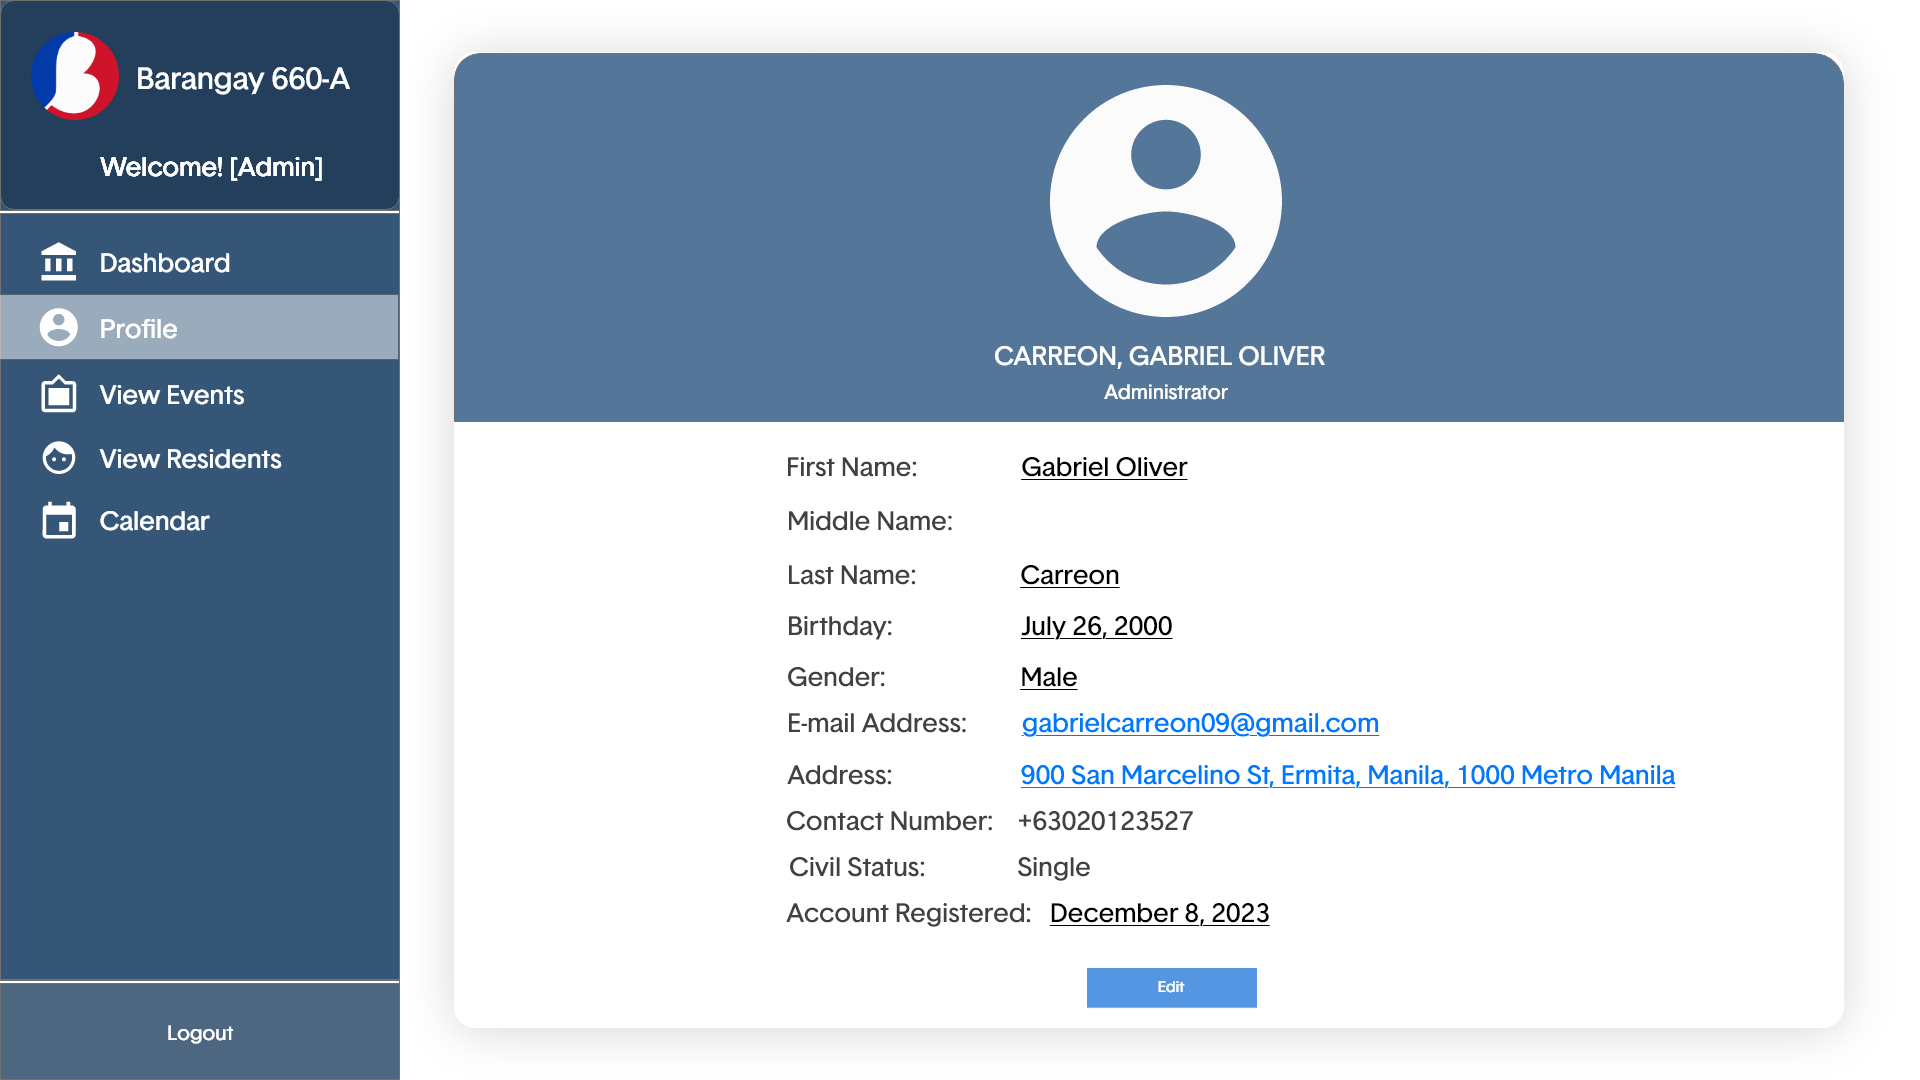 Barangay 660-A
Welcome! [Admin]
Dashboard
Profile
View Events
View Residents
Calendar
Logout
CARREON, GABRIEL OLIVER
Administrator
First Name: Gabriel Oliver
Middle Name:
Last Name: Carreon
Birthday: July 26, 2000
Gender: Male
E-mail Address: gabrielcarreon09@gmail.com
Address: 900 San Marcelino St, Ermita, Manila, 1000 Metro Manila
Contact Number: +63020123527
Civil Status: Single
Account Registered: December 8, 2023
Edit